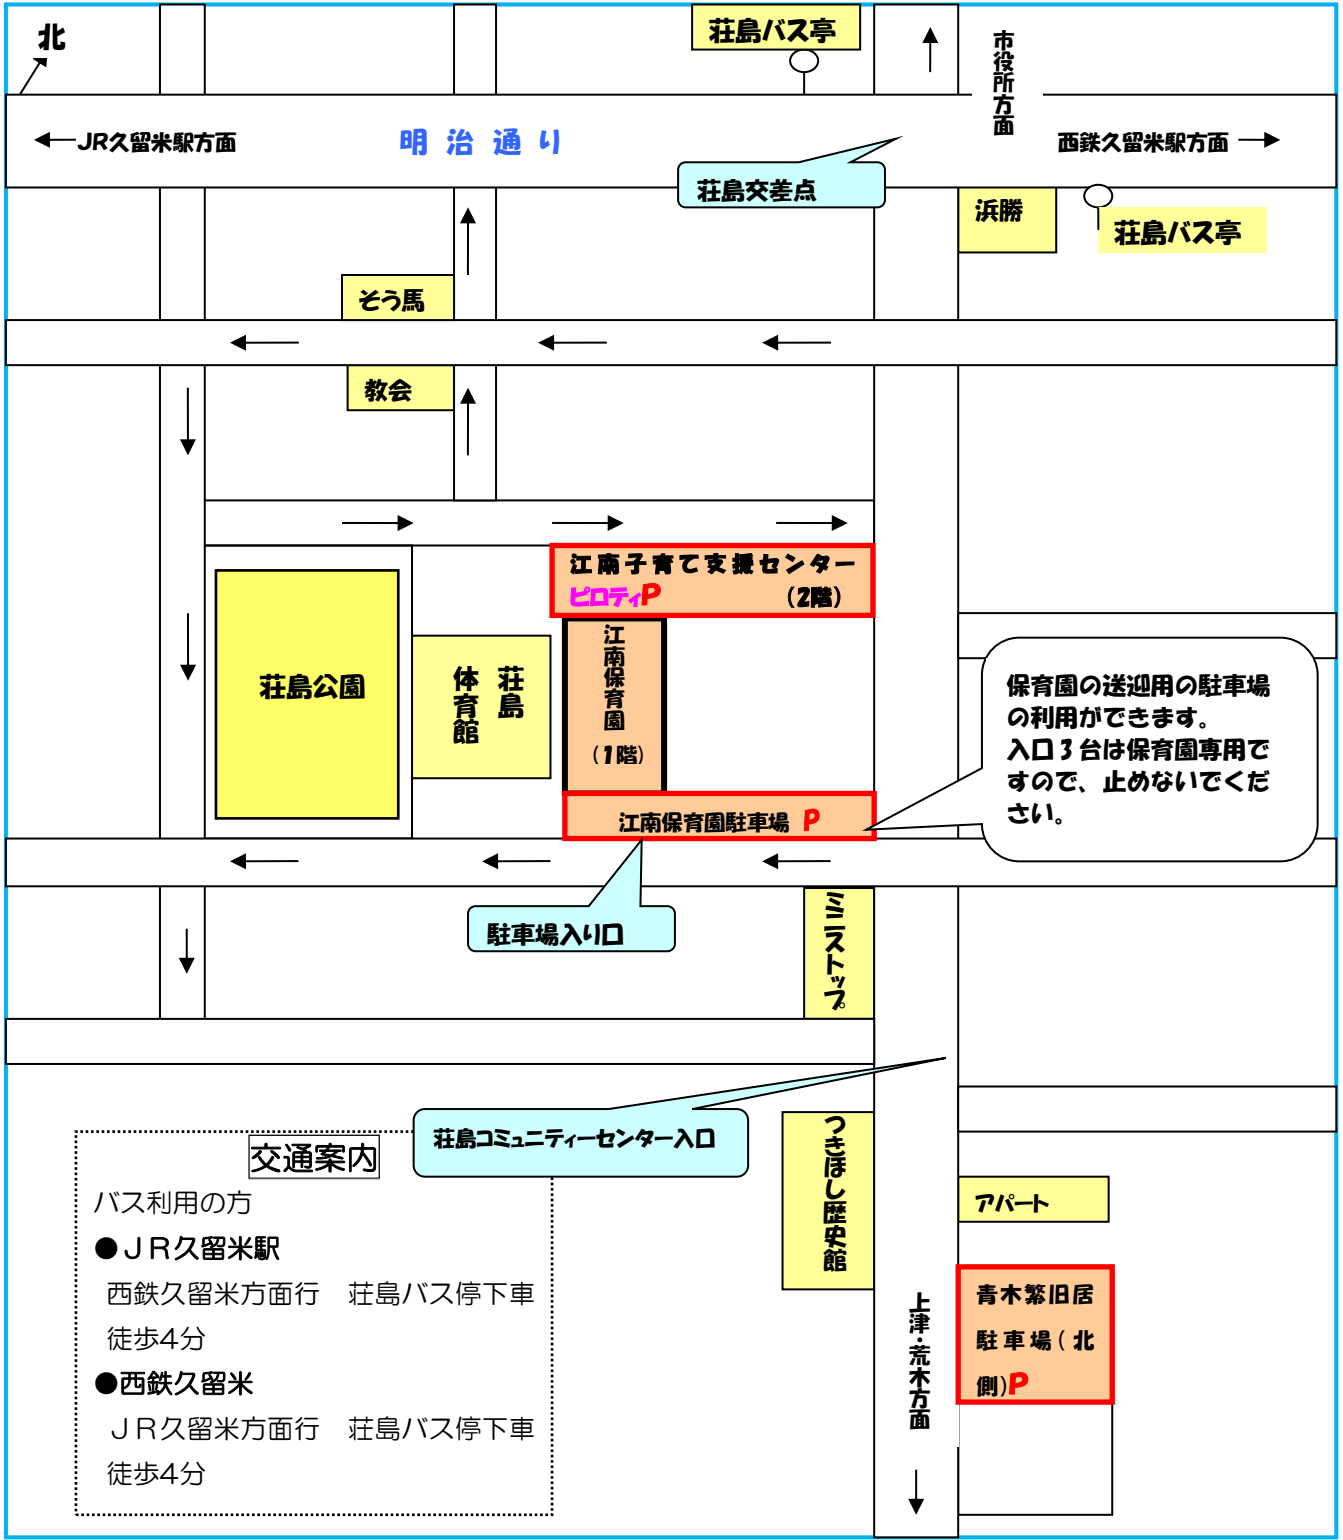 北
荘島バス亭
市役所方面
←JR久留米駅方面
明治通り
西鉄久留米駅方面→
荘島交差点
浜勝
荘島バス亭
そう馬
教会
江南子育て支援センター
ピロティP (2階)
江南保育園
(1階)
荘島公園
荘島
体育館
保育園の送迎用の駐車場
の利用ができます。
入口3台は保育園専用で
すので、止めないでくだ
さい。
江南保育園駐車場 P
駐車場入り口
ミニストップ
荘島コミュニティーセンター入口
つきほし歴史館
アパート
青木繁旧居
駐車場(北
側)P
上津・荒木方面
交通案内
バス利用の方
●JR久留米駅
西鉄久留米方面行 荘島バス停下車
徒歩4分
●西鉄久留米
JR久留米方面行 荘島バス停下車
徒歩4分